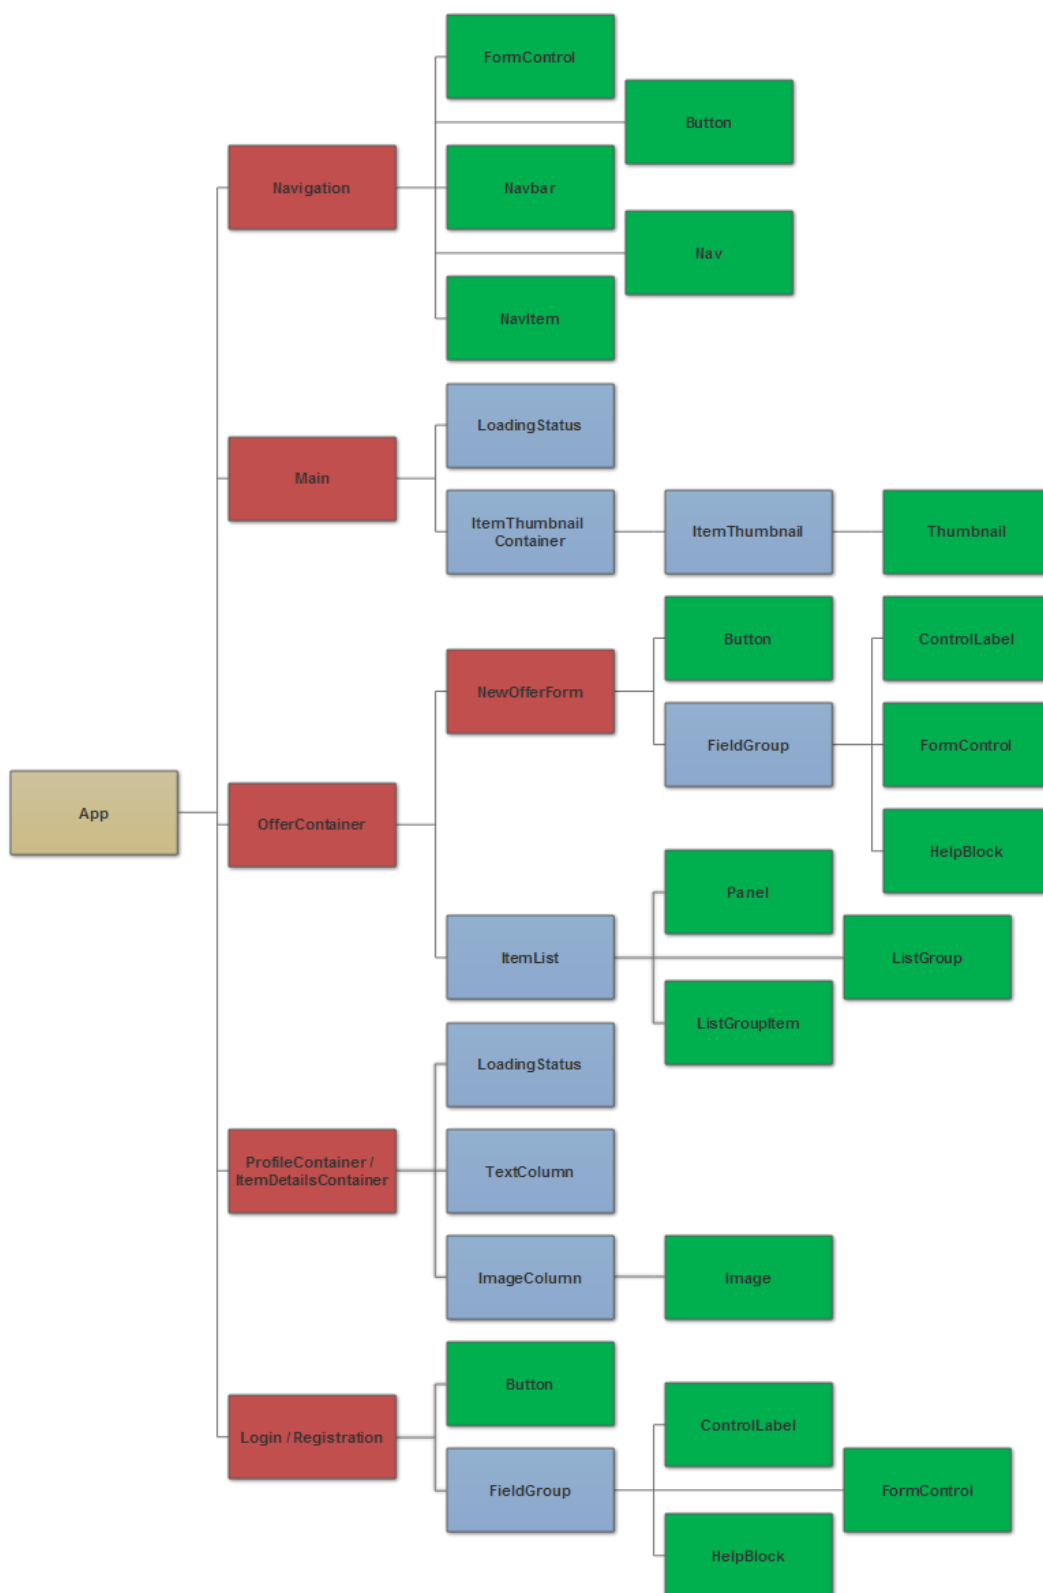 FormControl
Button
Navigation
Navbar
Nav
NavItem
LoadingStatus
Main
ItemThumbnail
Container
ItemThumbnail
Thumbnail
Button
ControlLabel
NewOfferForm
FieldGroup
FormControl
App
OfferContainer
HelpBlock
Panel
ItemList
ListGroup
ListGroupItem
LoadingStatus
ProfileContainer /
ItemDetailsContainer
TextColumn
ImageColumn
Image
Button
Login / Registration
ControlLabel
FieldGroup
FormControl
HelpBlock